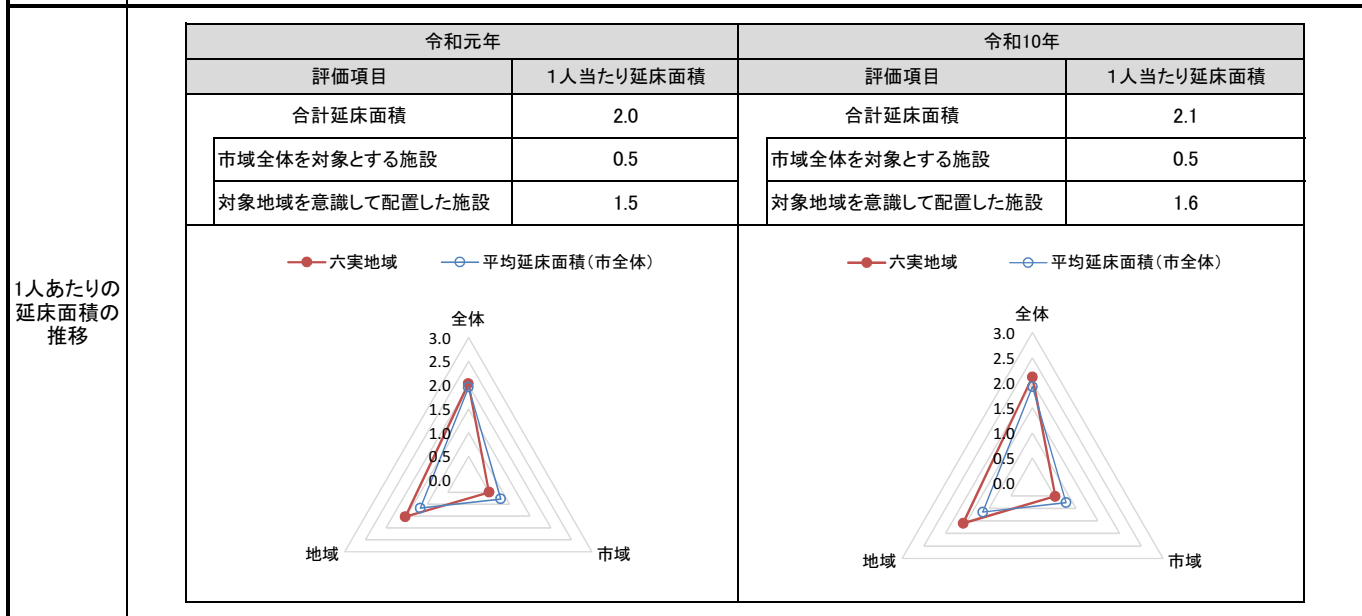 令和元年
令和10年
評価項目
1人当たり延床面積
評価項目
1人当たり延床面積
合計延床面積
2.0
合計延床面積
2.1
市域全体を対象とする施設
0.5
市域全体を対象とする施設
0.5
対象地域を意識して配置した施設
1.5
対象地域を意識して配置した施設
1.6
1人あたりの
延床面積の
推移
六実地域
平均延床面積(市全体)
全体
3.0
2.5
2.0
1.5
1.0
0.5
0.0
地域
市域
六実地域
平均延床面積(市全体)
全体
3.0
2.5
2.0
1.5
1.0
0.5
0.0
地域
市域